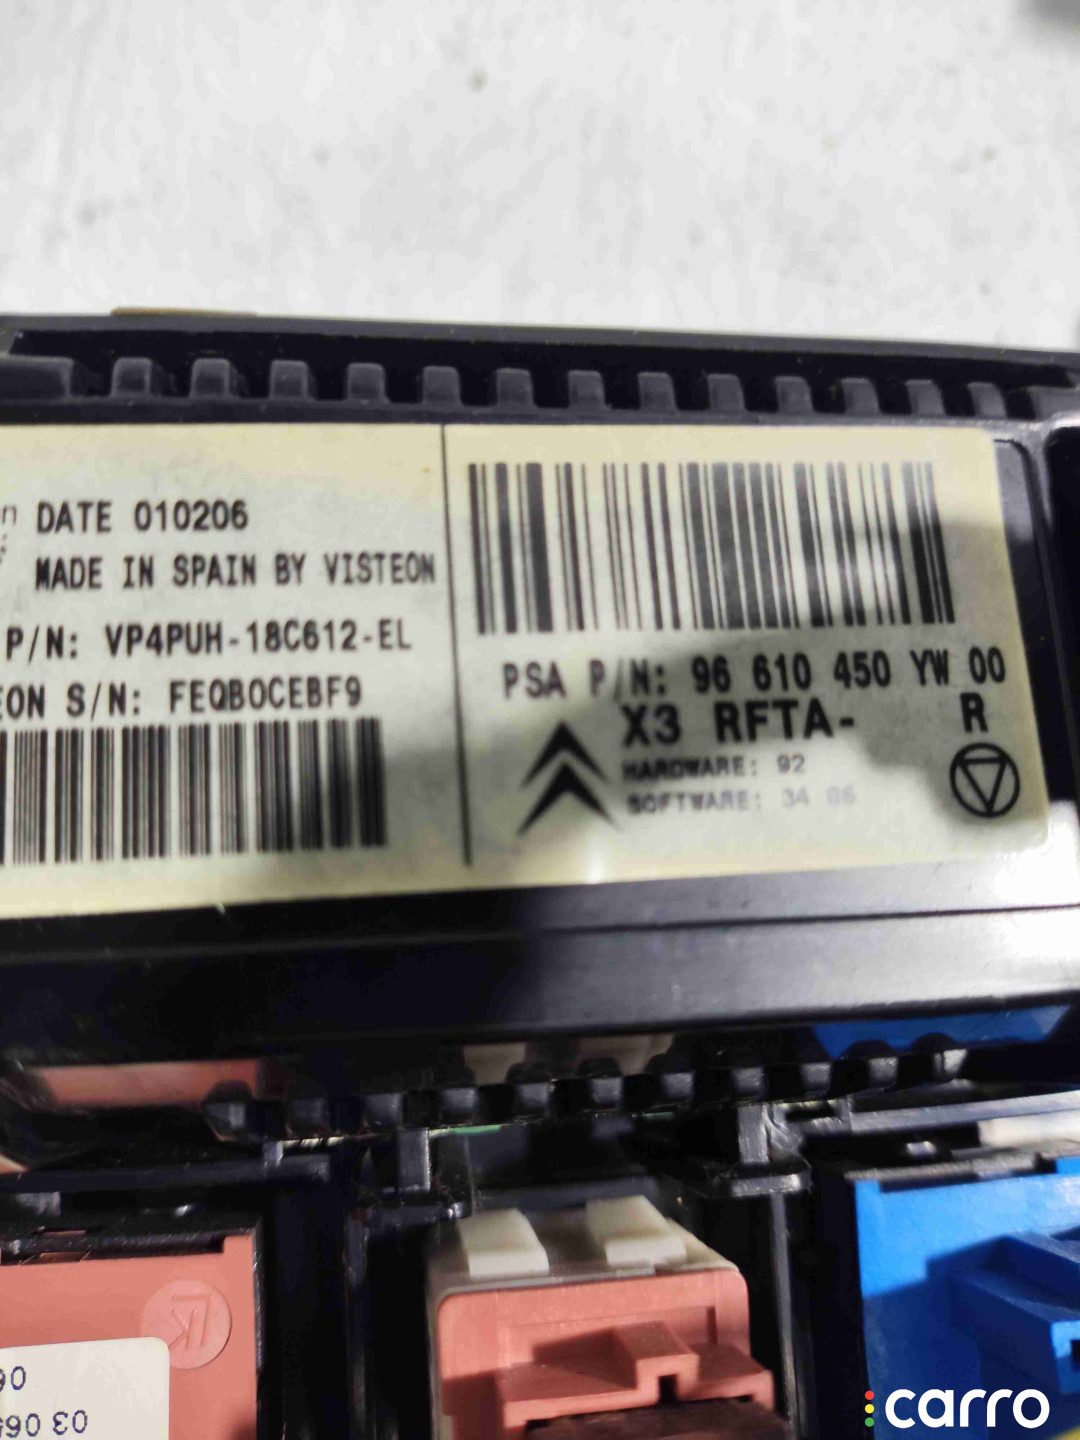 DATE 010206
MADE IN SPAIN BY VISTEON
P/N: VP4PUH-18C612-EL
EON S/N: FEQB0CEBF9
PSA P/N: 96 610 450 YW 00
X3 RFTA- R
HARDWARE: 92
SOFTWARE: 34 06
carro